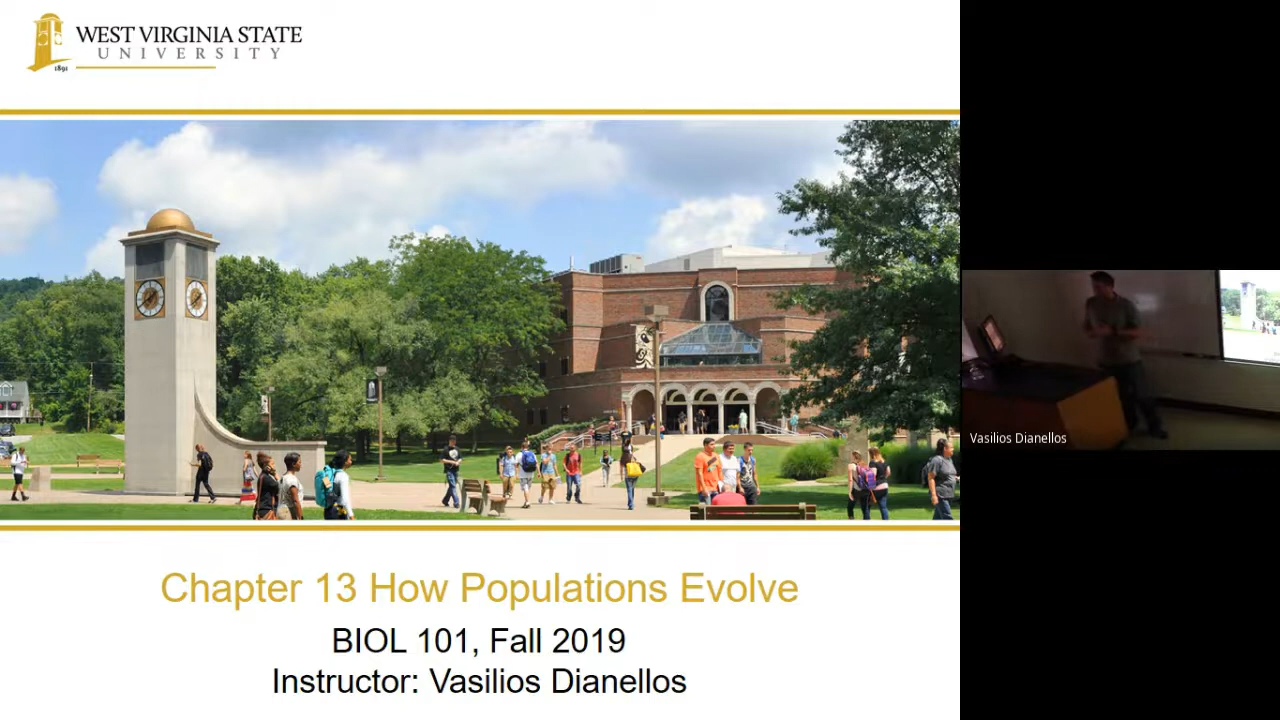 WEST VIRGINIA STATE
UNIVERSITY
1891
Chapter 13 How Populations Evolve
BIOL 101, Fall 2019
Instructor: Vasilios Dianellos
Vasilios Dianellos